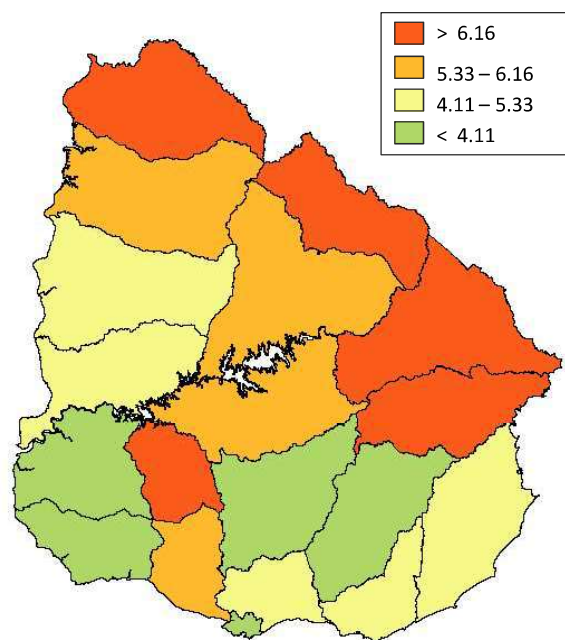 > 6.16
5.33 – 6.16
4.11 – 5.33
< 4.11